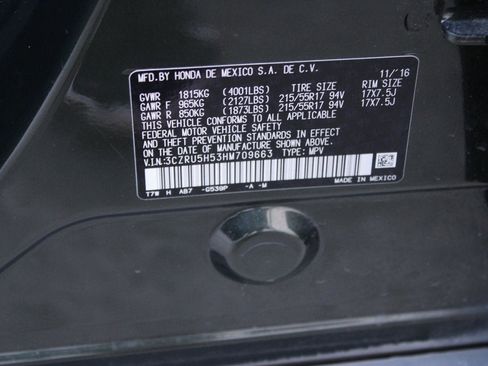 MFD. BY HONDA DE MEXICO S.A. DE C.V. 11/'16
GVWR 1815KG (4001LBS) TIRE SIZE RIM SIZE
GAWR F 965KG (2127LBS) 215/55R17 94V 17X7.5J
GAWR R 850KG (1873LBS) 215/55R17 94V 17X7.5J
THIS VEHICLE CONFORMS TO ALL APPLICABLE
FEDERAL MOTOR VEHICLE SAFETY
AND THEFT PREVENTION STANDARDS IN EFFECT
ON THE DATE OF MANUFACTURE SHOWN ABOVE.
V.I.N.:3CZRU5H53HM709663 TYPE: MPV
T7W H AB7 -G539P -A -M MADE IN MEXICO